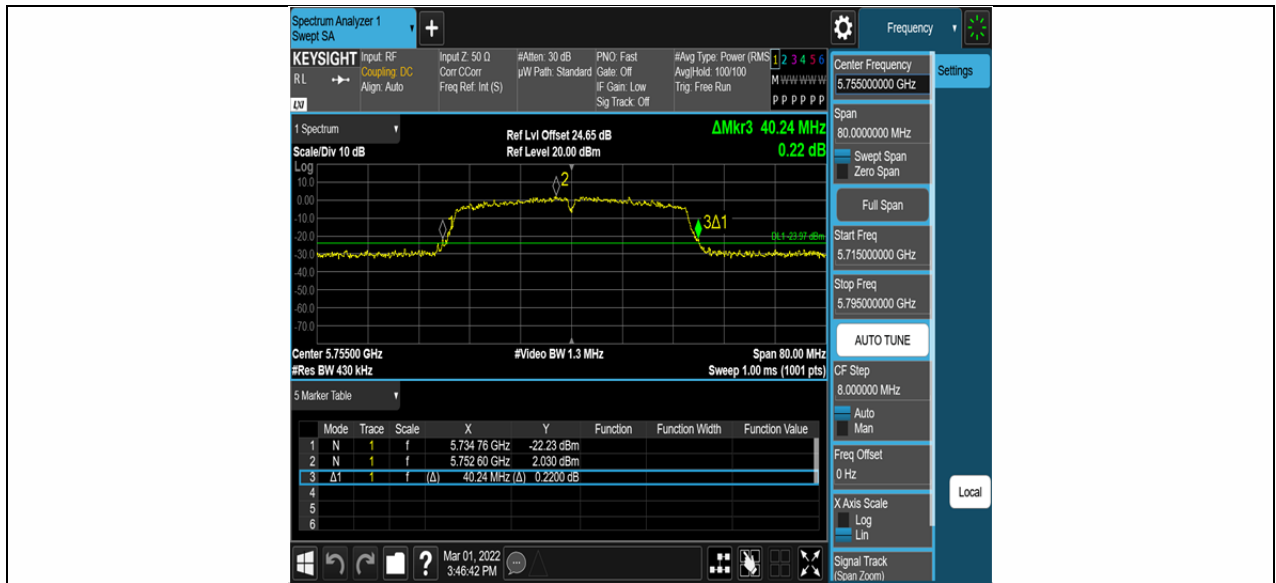 Spectrum Analyzer 1
Swept SA
+
Frequency
KEYSIGHT
RL
LXI
Input: RF
Coupling: DC
Align: Auto
Input Z: 50 Ω
Corr CCorr
Freq Ref: Int (S)
#Atten: 30 dB
µW Path: Standard
PNO: Fast
Gate: Off
IF Gain: Low
Sig Track: Off
#Avg Type: Power (RMS
Avg|Hold: 100/100
Trig: Free Run
1 2 3 4 5 6
M W W W W W
P P P P P P
1 Spectrum
Scale/Div 10 dB
Ref Lvl Offset 24.65 dB
Ref Level 20.00 dBm
ΔMkr3 40.24 MHz
0.22 dB
Log
10.0
0.00
-10.0
-20.0
-30.0
-40.0
-50.0
-60.0
-70.0
1
2
3Δ1
DL1 -23.97 dBm
Center 5.75500 GHz
#Video BW 1.3 MHz
Span 80.00 MHz
#Res BW 430 kHz
Sweep 1.00 ms (1001 pts)
5 Marker Table
Mode Trace Scale X Y Function Function Width Function Value
1 N 1 f 5.734 76 GHz -22.23 dBm
2 N 1 f 5.752 60 GHz 2.030 dBm
3 Δ1 1 f (Δ) 40.24 MHz (Δ) 0.2200 dB
4
5
6
?
Mar 01, 2022
3:46:42 PM
Settings
Center Frequency
5.755000000 GHz
Span
80.0000000 MHz
Swept Span
Zero Span
Full Span
Start Freq
5.715000000 GHz
Stop Freq
5.795000000 GHz
AUTO TUNE
CF Step
8.000000 MHz
Auto
Man
Freq Offset
0 Hz
X Axis Scale
Log
Lin
Signal Track
(Span Zoom)
Local